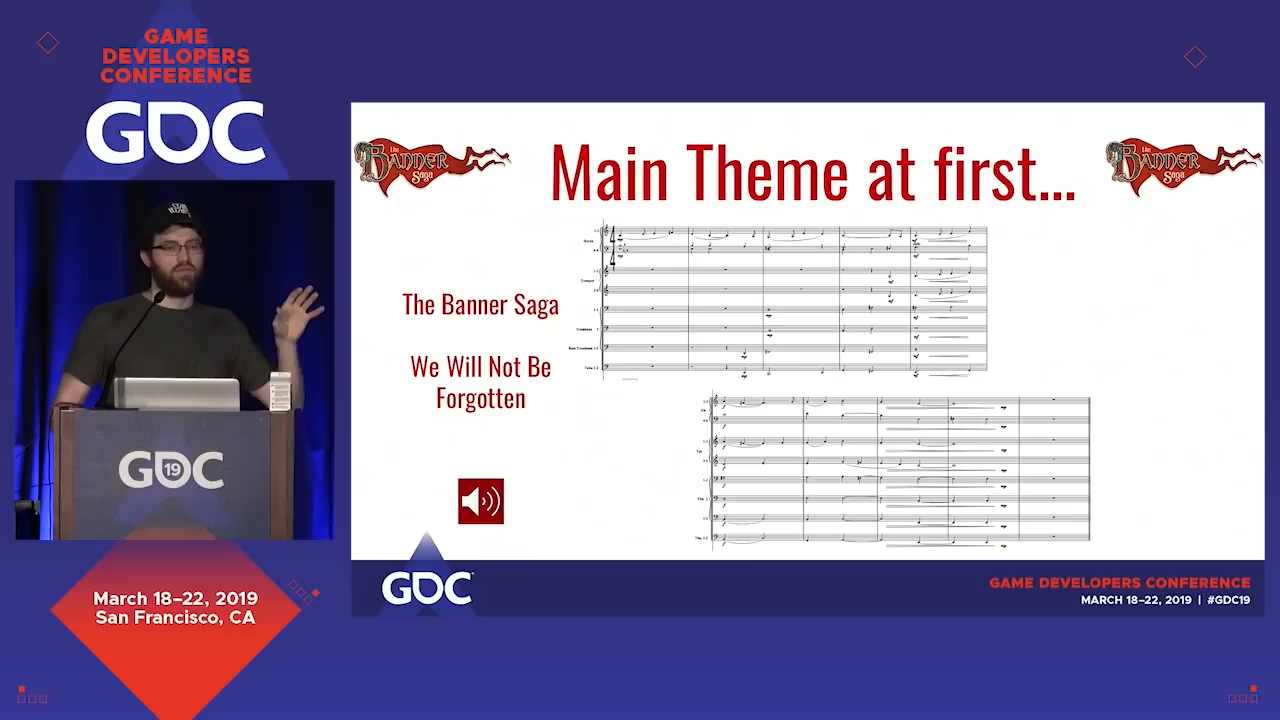 GAME
DEVELOPERS
CONFERENCE
GDC
GDC
19
March 18–22, 2019
San Francisco, CA
the
BANNER
Saga
Main Theme at first...
the
BANNER
Saga
The Banner Saga
We Will Not Be
Forgotten
GDC
GAME DEVELOPERS CONFERENCE
MARCH 18–22, 2019 | #GDC19